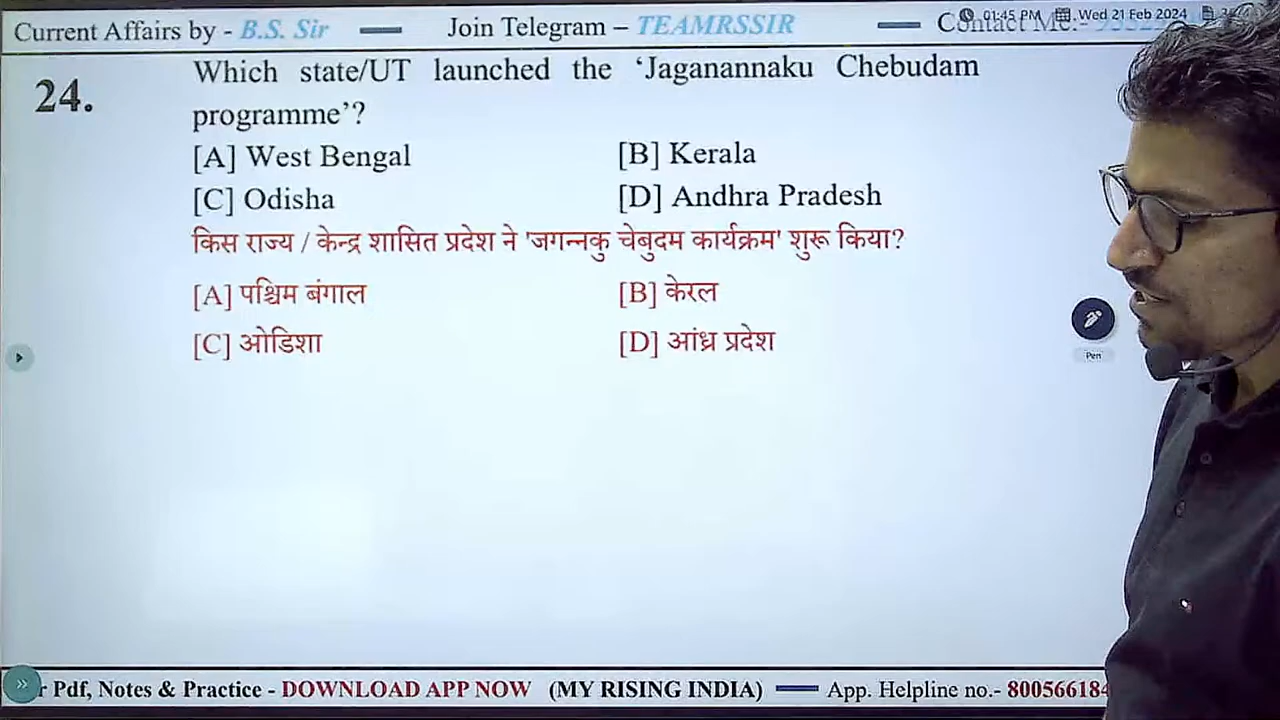 Current Affairs by - B.S. Sir — Join Telegram – TEAMRSSIR — Contact Me.-
01:45 PM Wed 21 Feb 2024
24. Which state/UT launched the ‘Jaganannaku Chebudam
programme’?
[A] West Bengal [B] Kerala
[C] Odisha [D] Andhra Pradesh
किस राज्य / केन्द्र शासित प्रदेश ने 'जगन्नकु चेबुदम कार्यक्रम' शुरू किया?
[A] पश्चिम बंगाल [B] केरल
[C] ओडिशा [D] आंध्र प्रदेश
Pen
r Pdf, Notes & Practice - DOWNLOAD APP NOW (MY RISING INDIA) — App. Helpline no.- 800566184